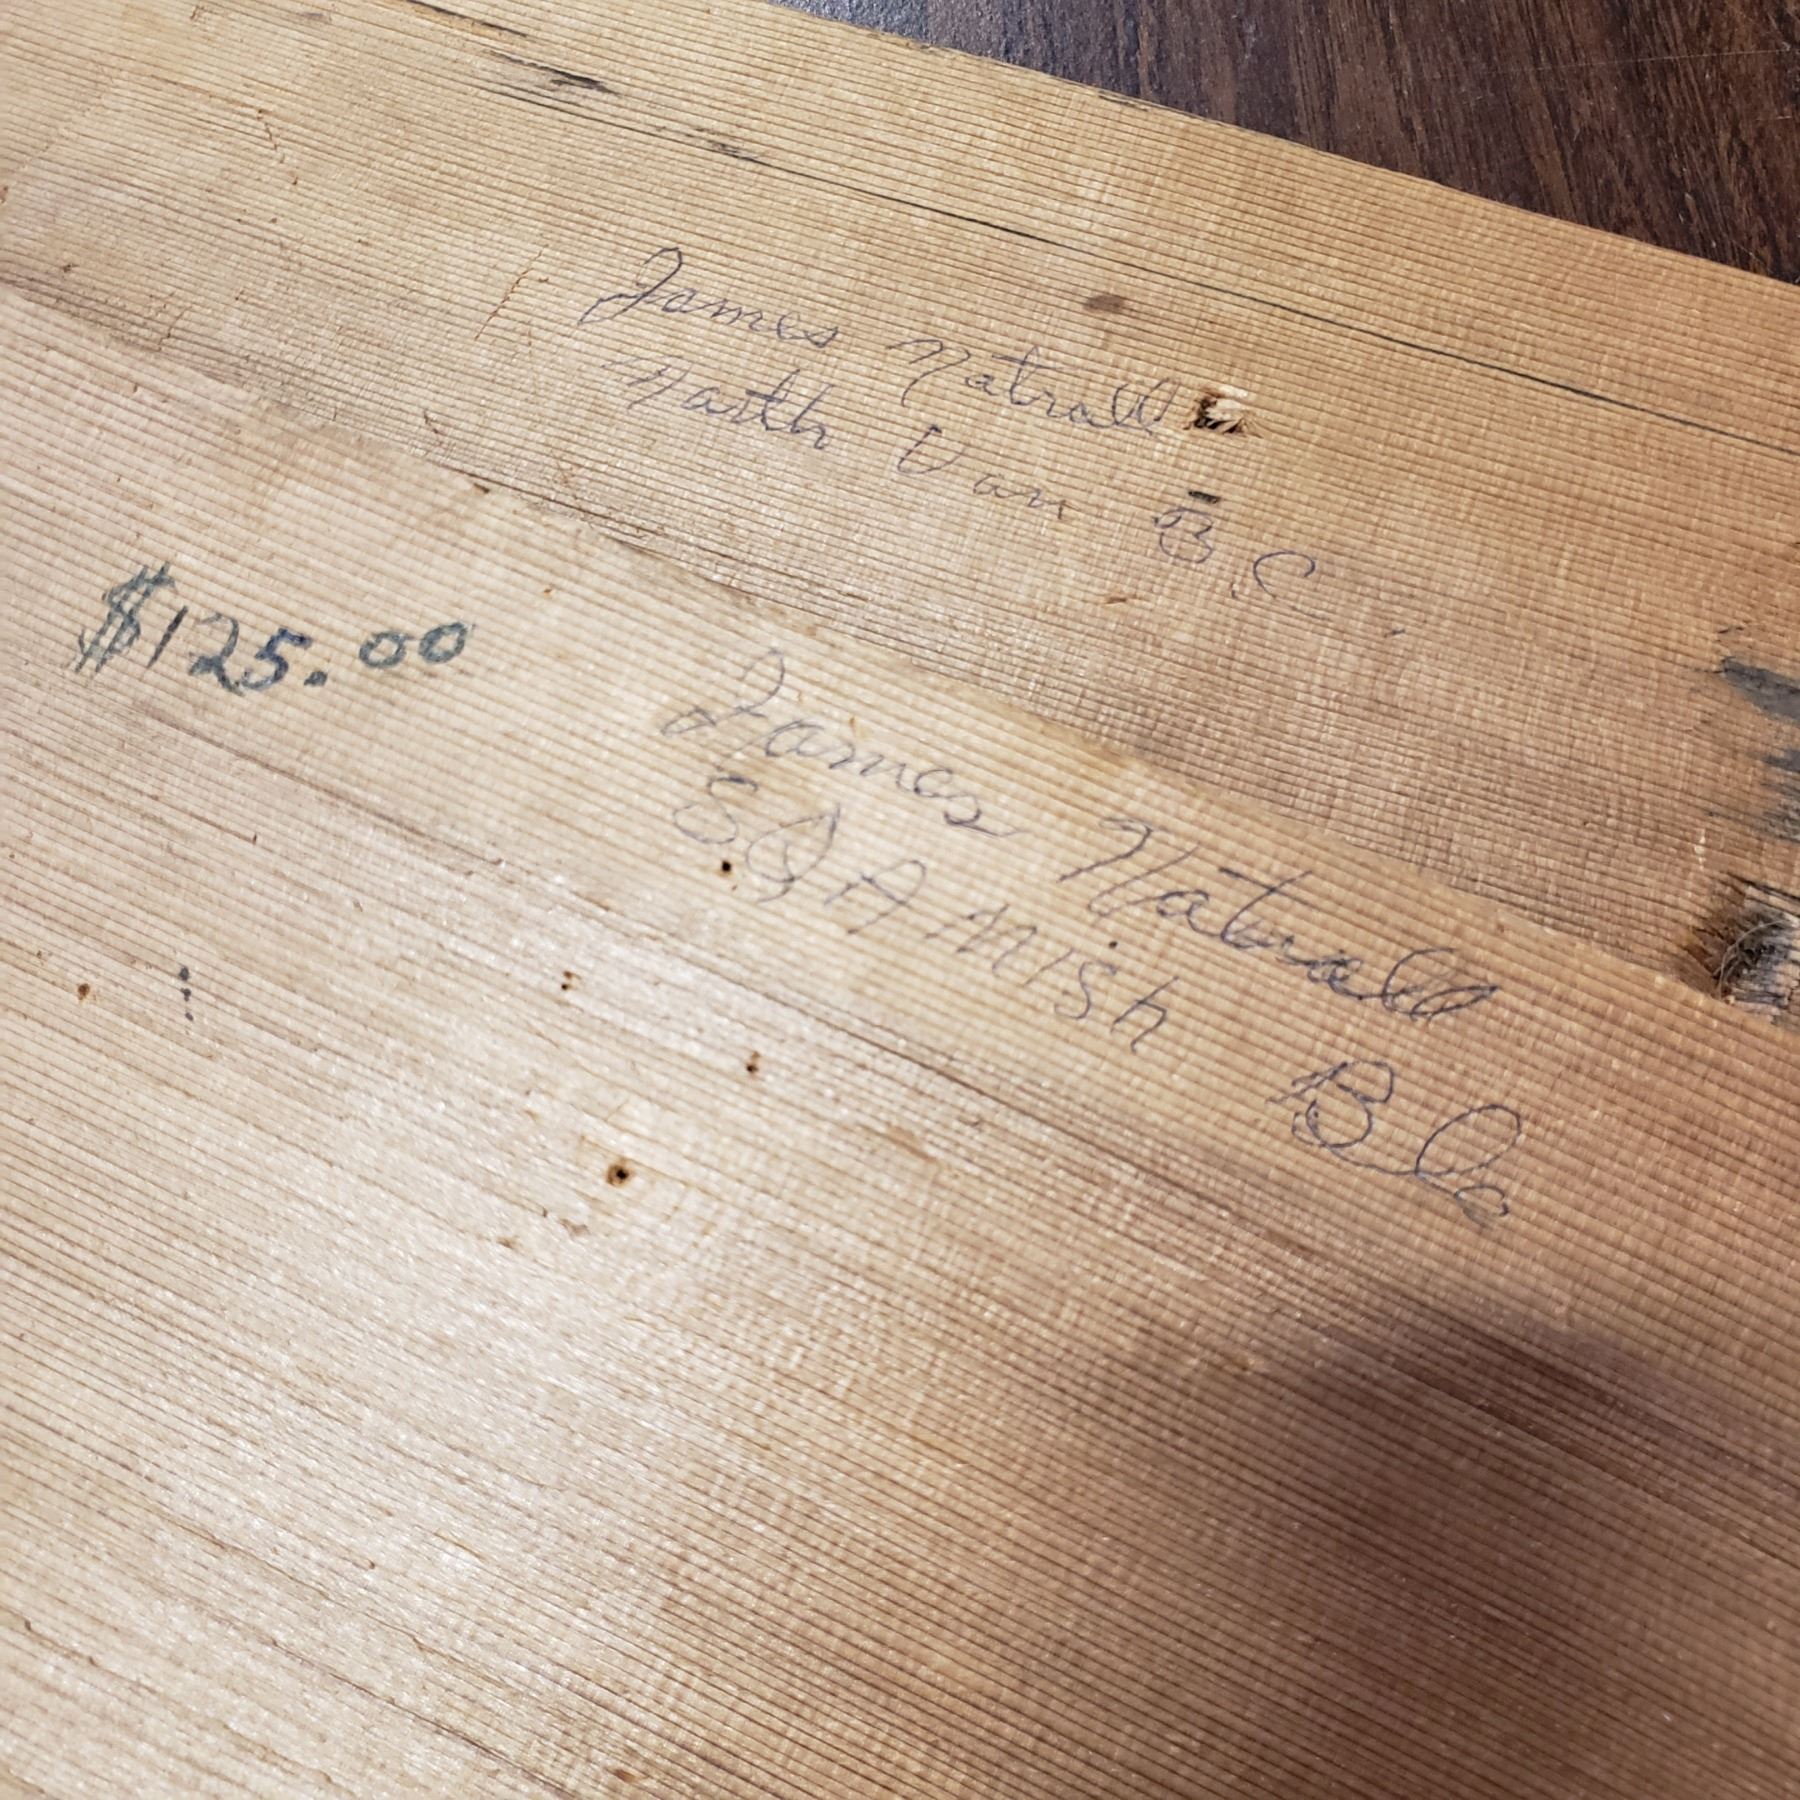 James Natrall
North Van B.C.
$125.00
James Natrall
SQAMish B.C.